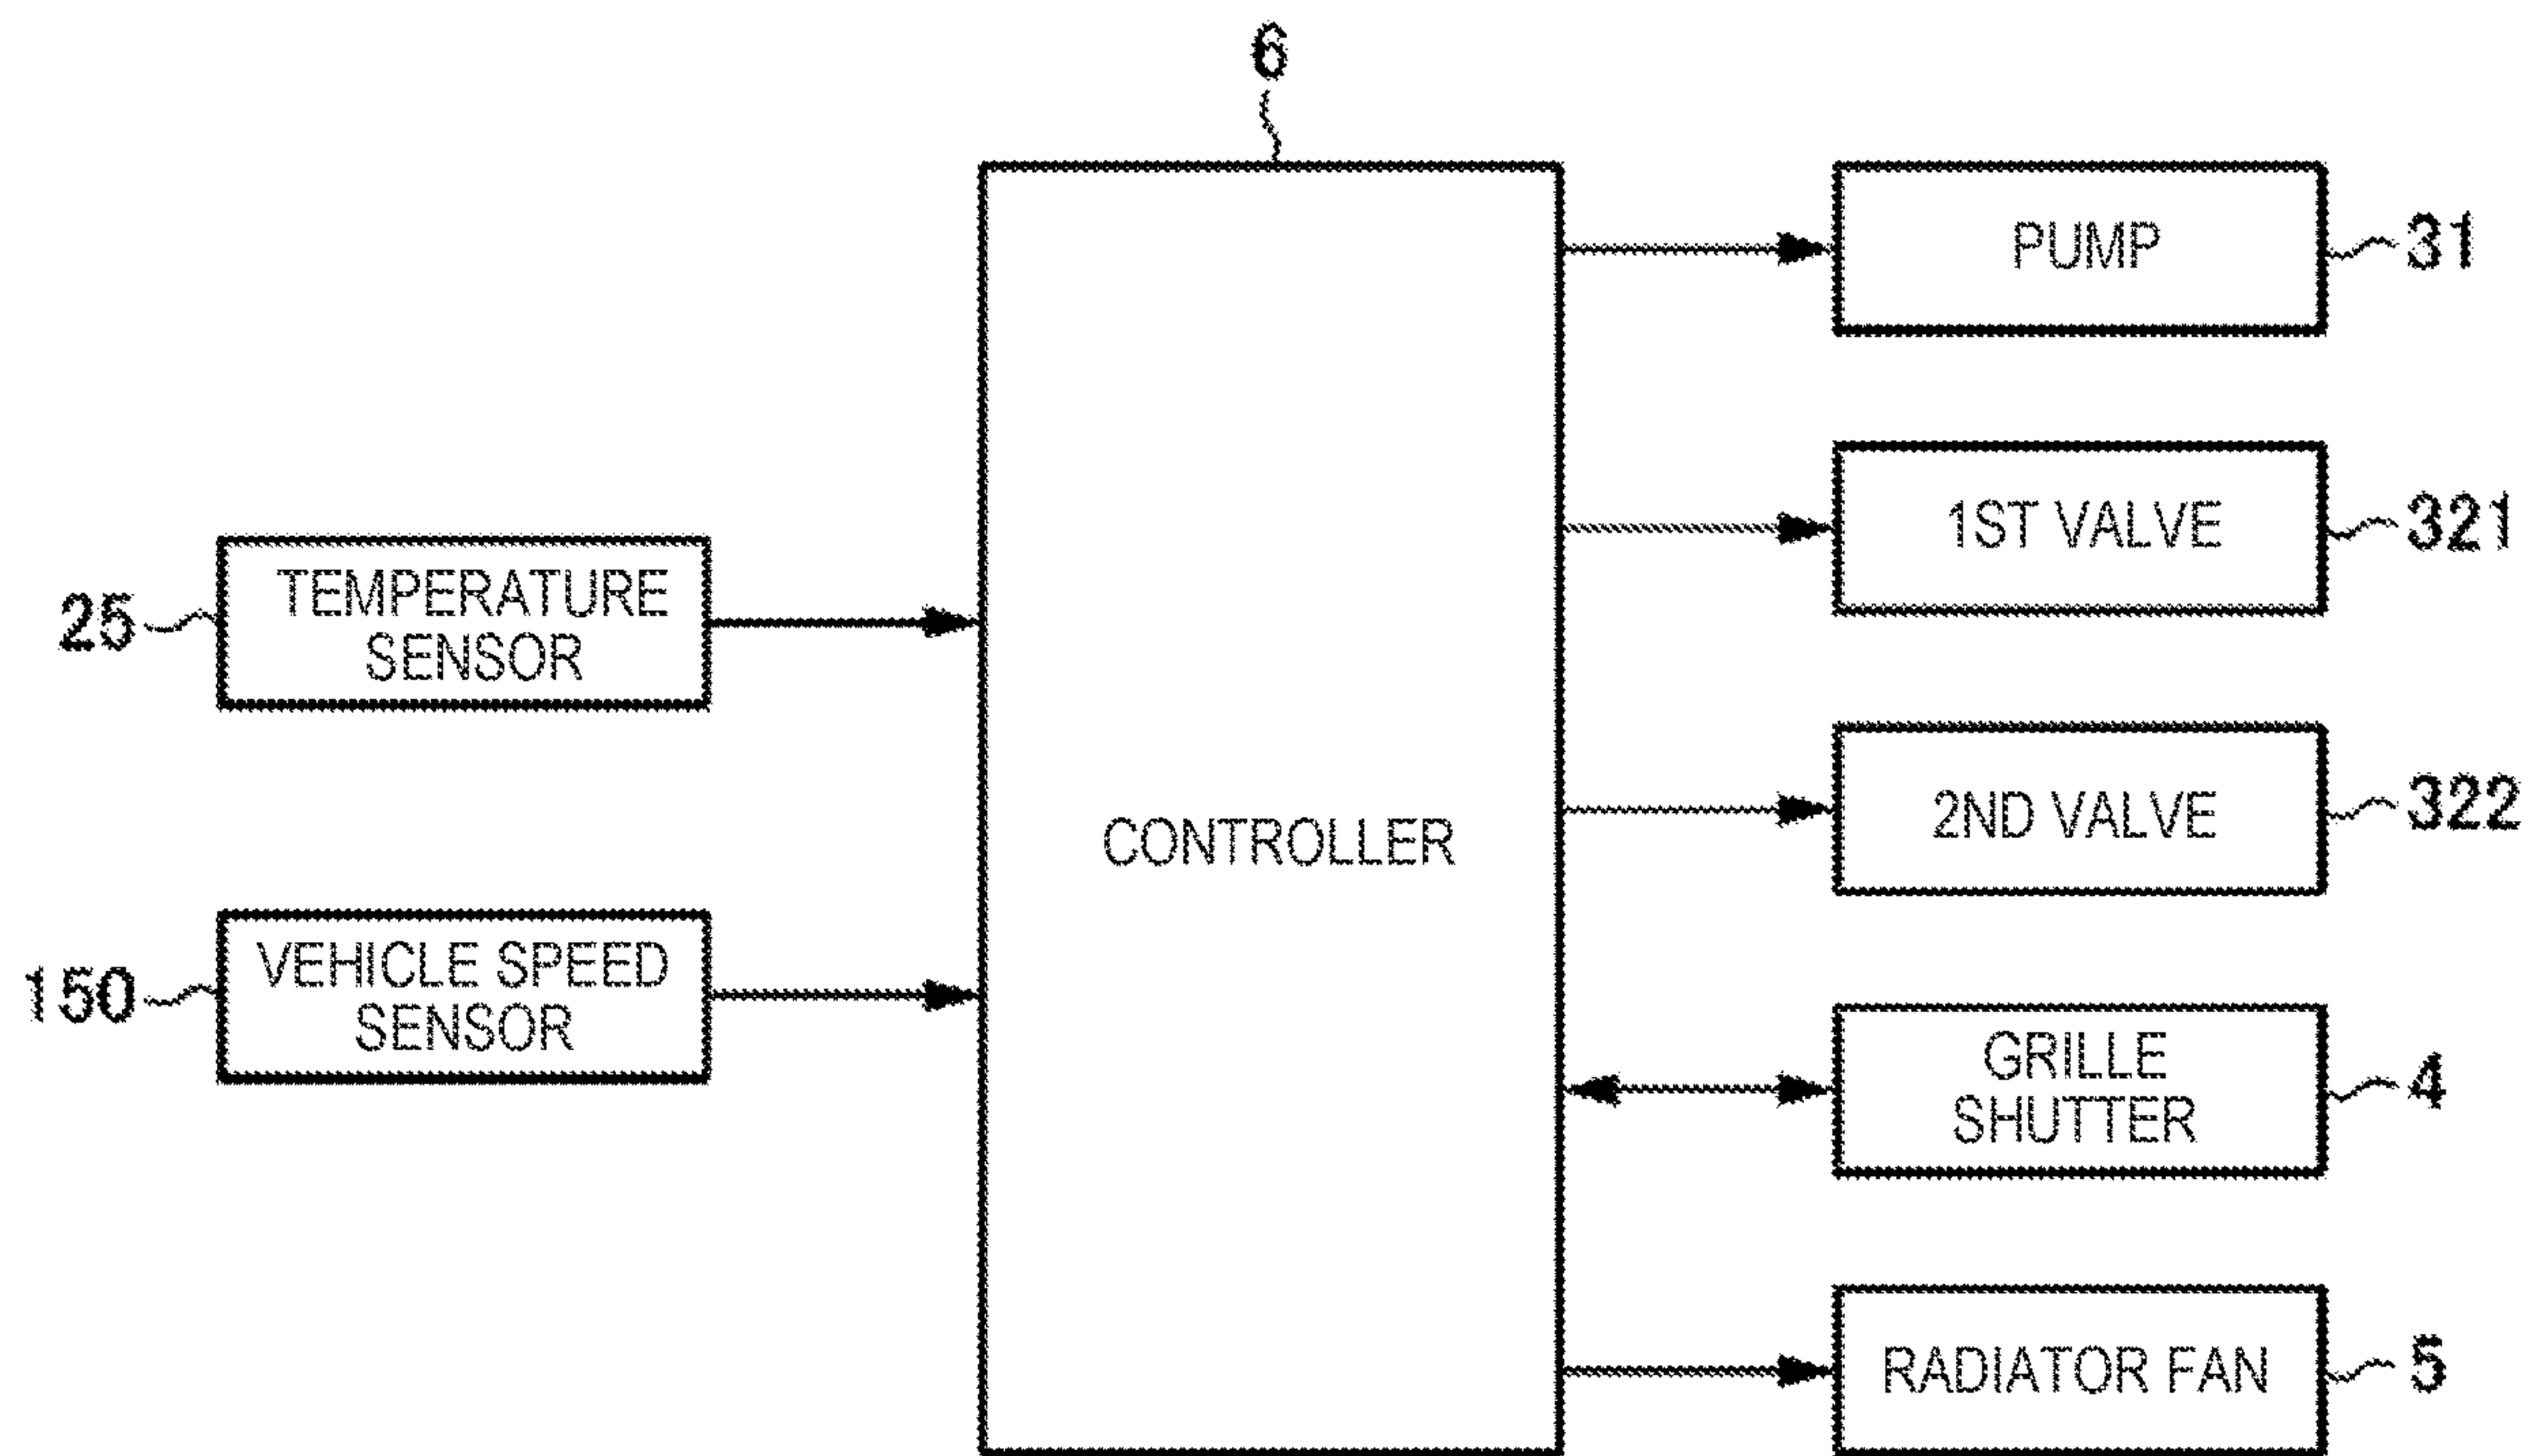 6
PUMP
31
1ST VALVE
321
TEMPERATURE
SENSOR
25
2ND VALVE
322
CONTROLLER
VEHICLE SPEED
SENSOR
150
GRILLE
SHUTTER
4
RADIATOR FAN
5